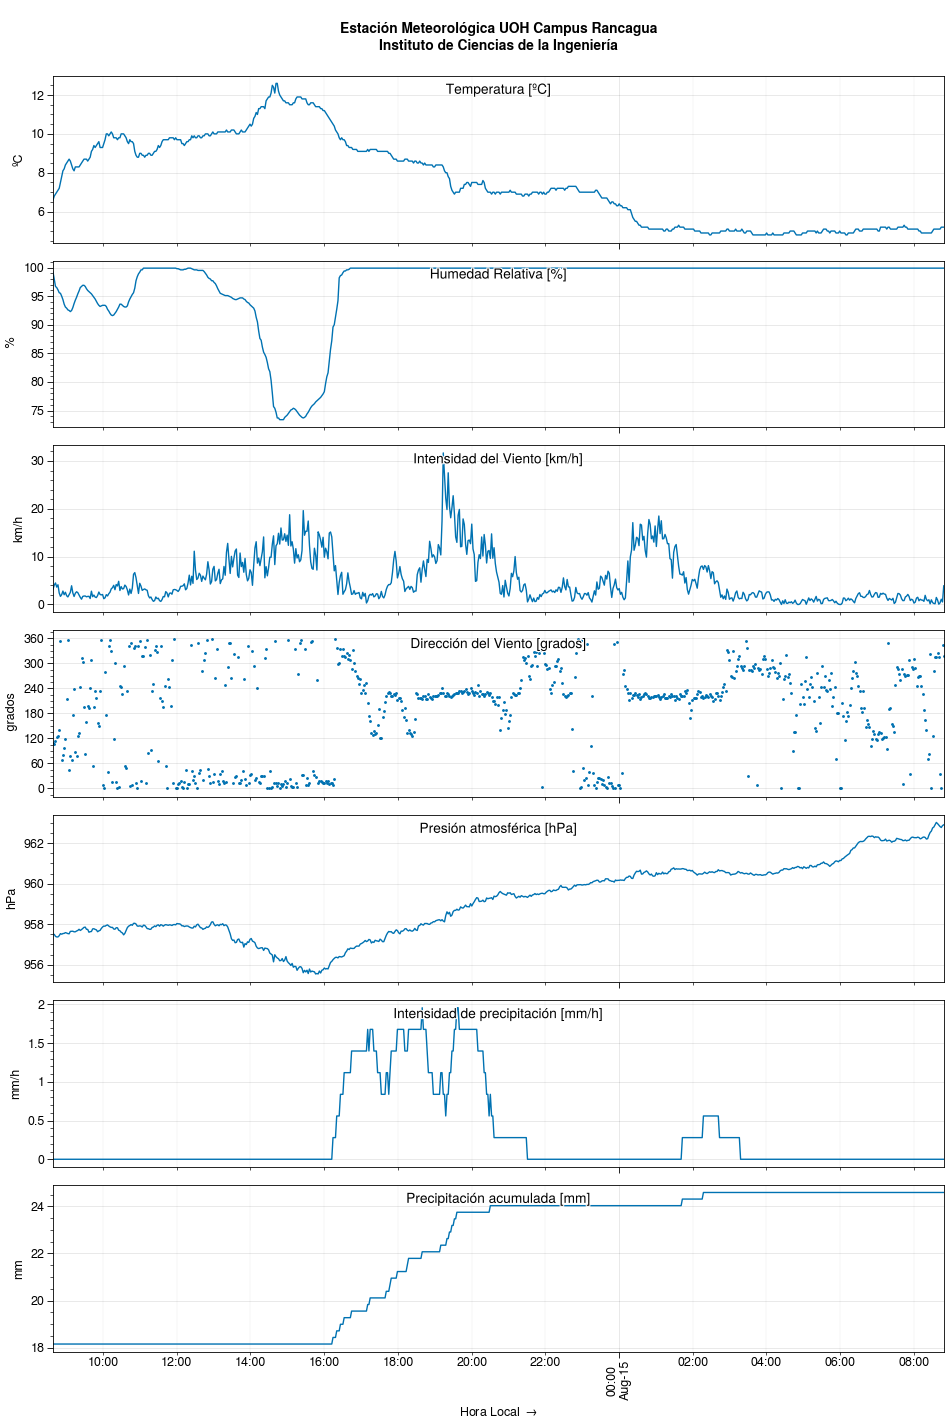 Estación Meteorológica UOH Campus Rancagua
Instituto de Ciencias de la Ingeniería
Temperatura [ºC]
12
10
8
6
ºC
Humedad Relativa [%]
100
95
90
85
80
75
%
Intensidad del Viento [km/h]
30
20
10
0
km/h
Dirección del Viento [grados]
360
300
240
180
120
60
0
grados
Presión atmosférica [hPa]
962
960
958
956
hPa
Intensidad de precipitación [mm/h]
2
1.5
1
0.5
0
mm/h
Precipitación acumulada [mm]
24
22
20
18
mm
10:00 12:00 14:00 16:00 18:00 20:00 22:00 00:00 02:00 04:00 06:00 08:00
Aug-15
Hora Local →